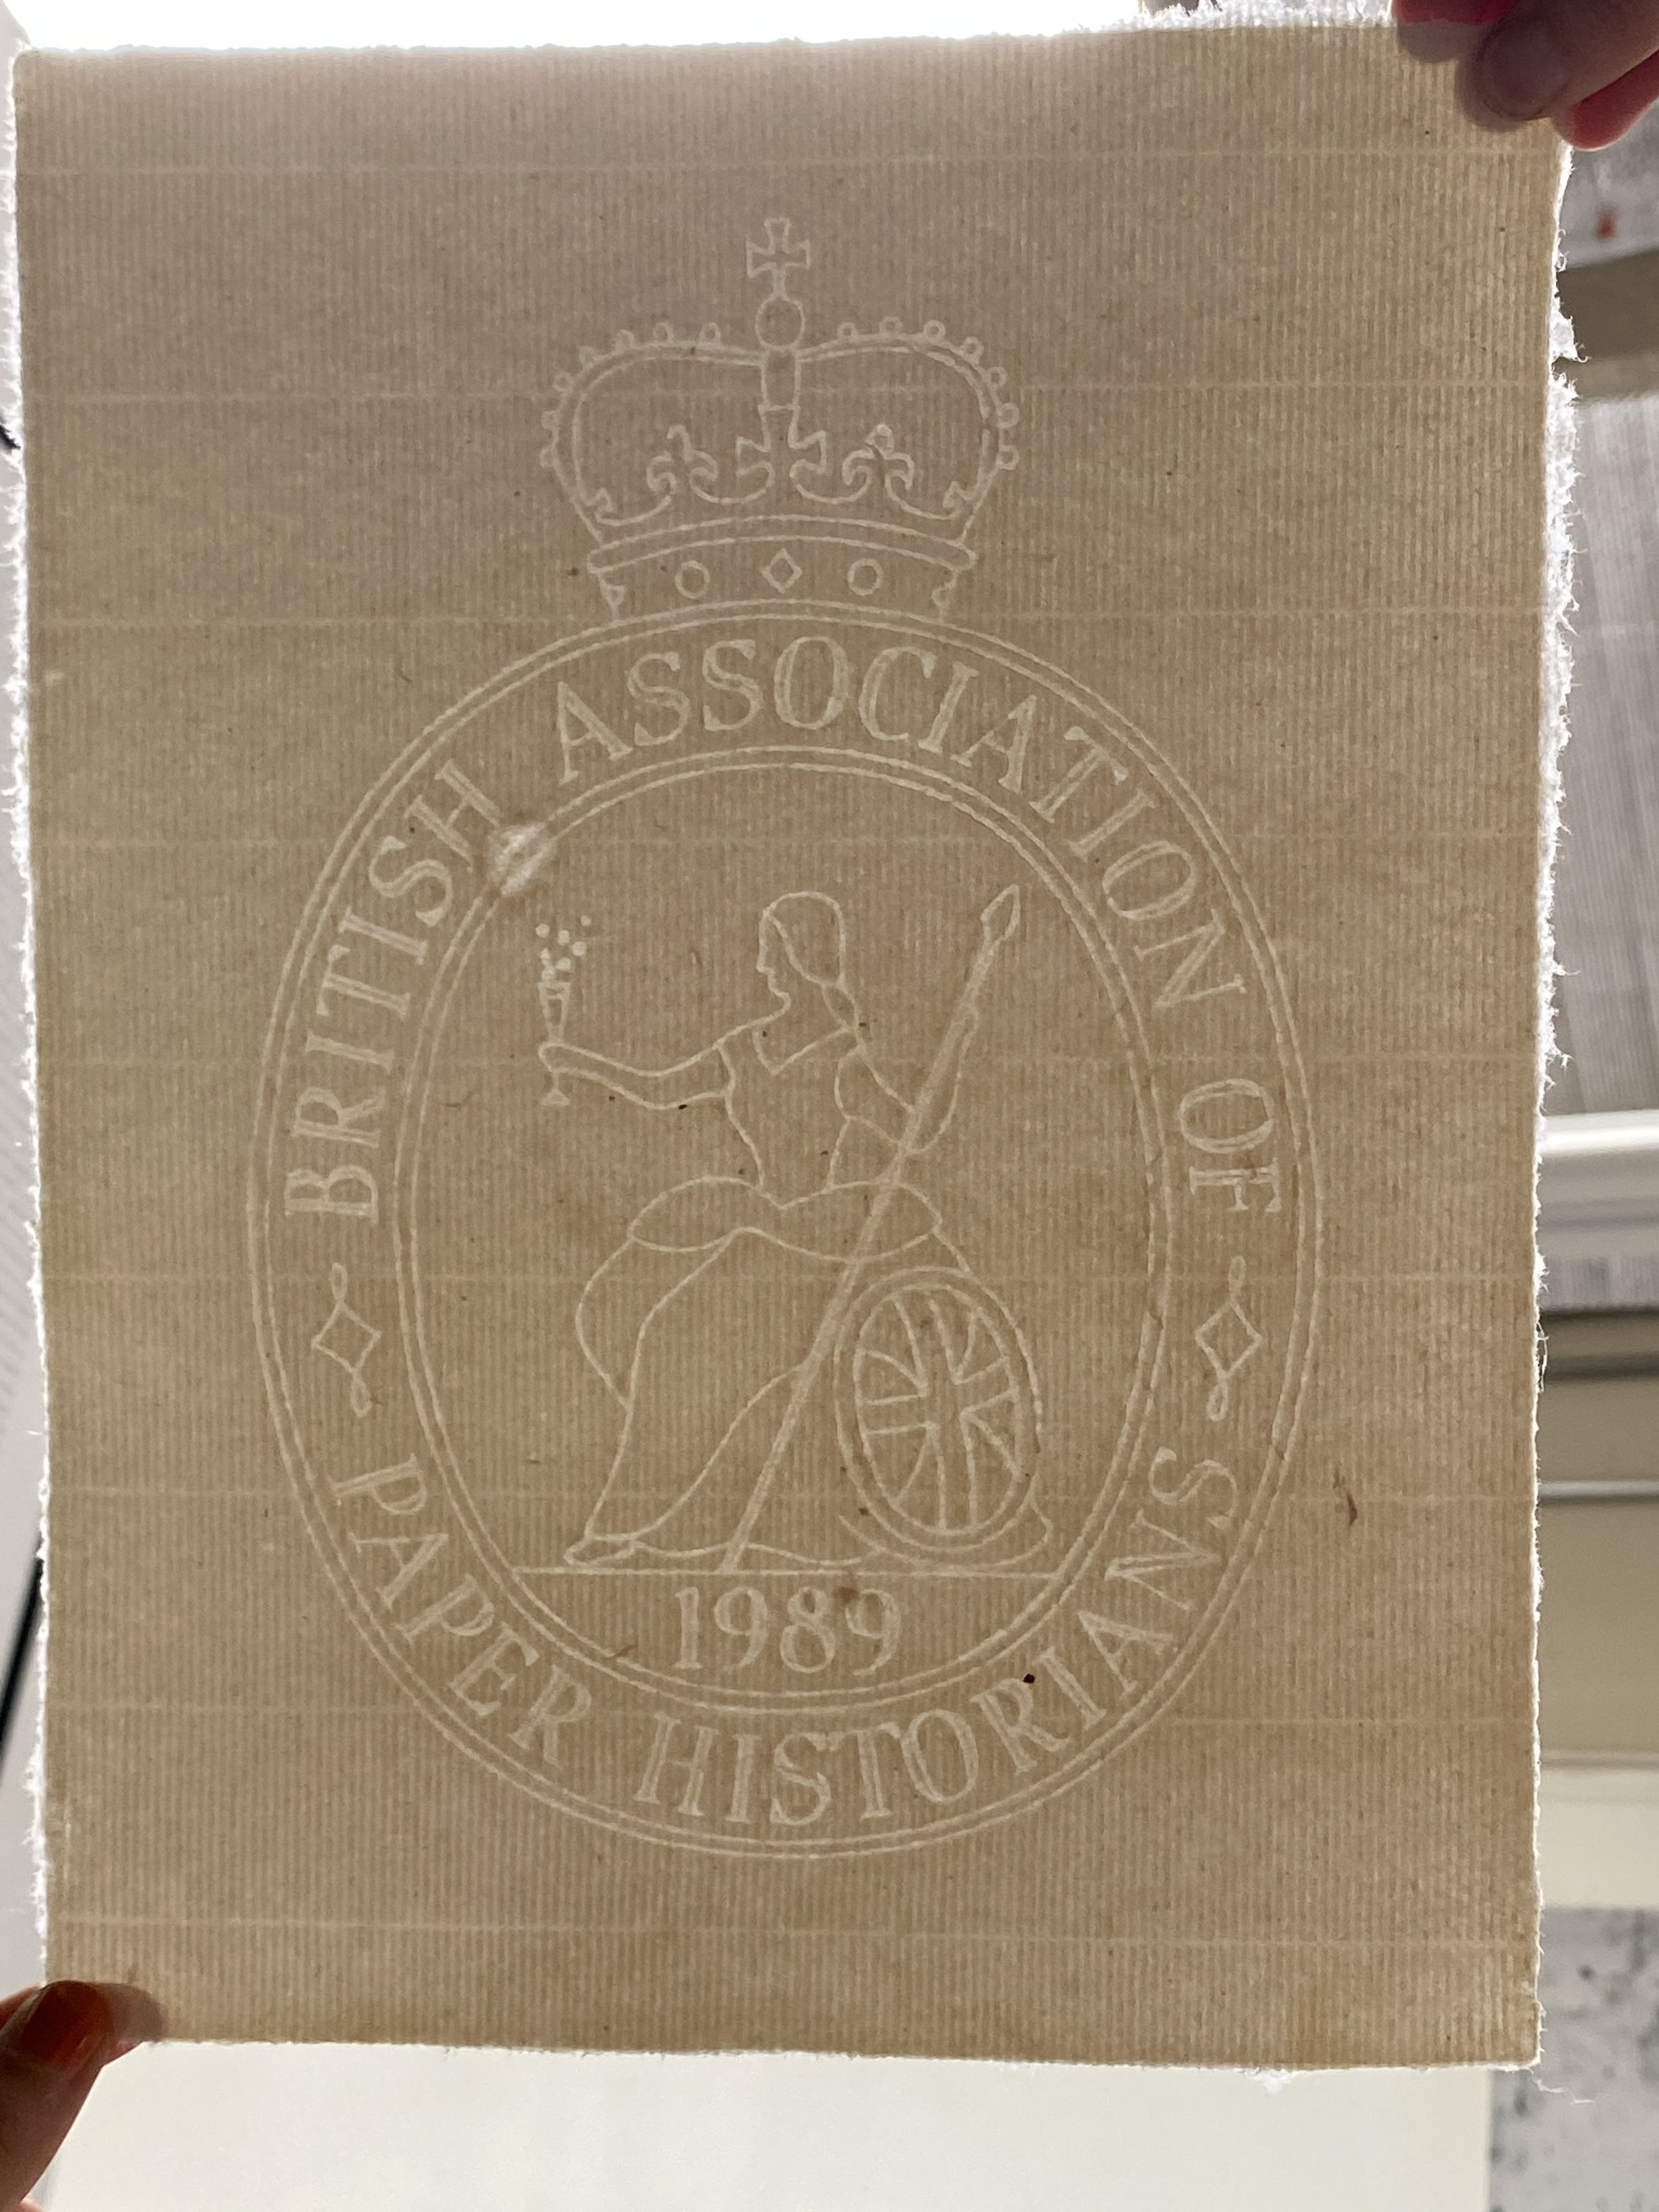 BRITISH ASSOCIATION OF
PAPER HISTORIANS
1989